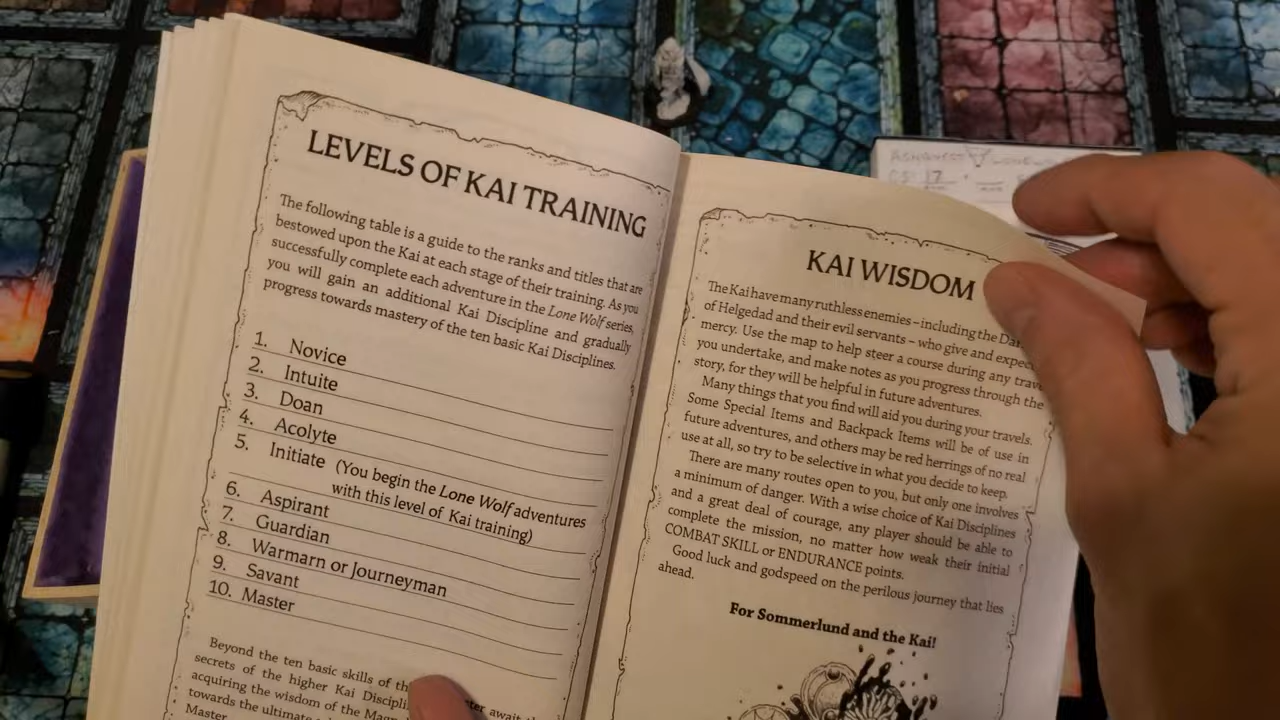 LEVELS OF KAI TRAINING
The following table is a guide to the ranks and titles that are
bestowed upon the Kai at each stage of their training. As you
successfully complete each adventure in the Lone Wolf series,
you will gain an additional Kai Discipline and gradually
progress towards mastery of the ten basic Kai Disciplines.
1. Novice
2. Intuite
3. Doan
4. Acolyte
5. Initiate (You begin the Lone Wolf adventures
with this level of Kai training)
6. Aspirant
7. Guardian
8. Warmarn or Journeyman
9. Savant
10. Master
Beyond the ten basic skills of the
secrets of the higher Kai await
acquiring the wisdom of the
towards the ultimate
Master
KAI WISDOM
The Kai have many ruthless enemies – including the
of Helgedad and their evil servants – who give and
mercy. Use the map to help steer a course during any
you undertake, and make notes as you progress through the
story, for they will be helpful in future adventures.
Many things that you find will aid you during your travels.
Some Special Items and Backpack Items will be of use in
future adventures, and others may be red herrings of no real
use at all, so try to be selective in what you decide to keep.
There are many routes open to you, but only one involves
a minimum of danger. With a wise choice of Kai Disciplines
and a great deal of courage, any player should be able to
complete the mission, no matter how weak their initial
COMBAT SKILL or ENDURANCE points.
Good luck and godspeed on the perilous journey that lies
ahead.
For Sommerlund and the Kai!
17